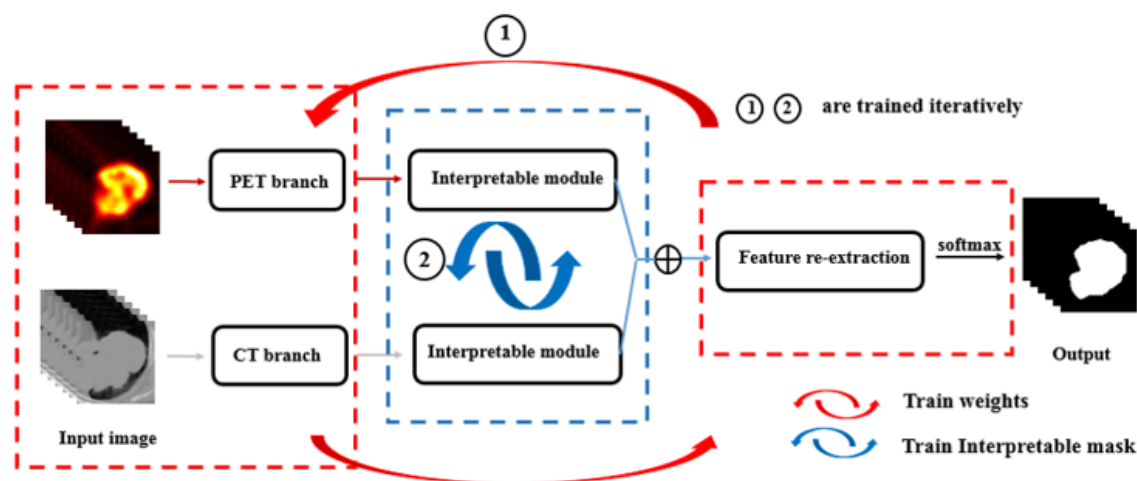 ①
① ② are trained iteratively
PET branch
Interpretable module
②
Feature re-extraction
softmax
CT branch
Interpretable module
Output
Input image
Train weights
Train Interpretable mask